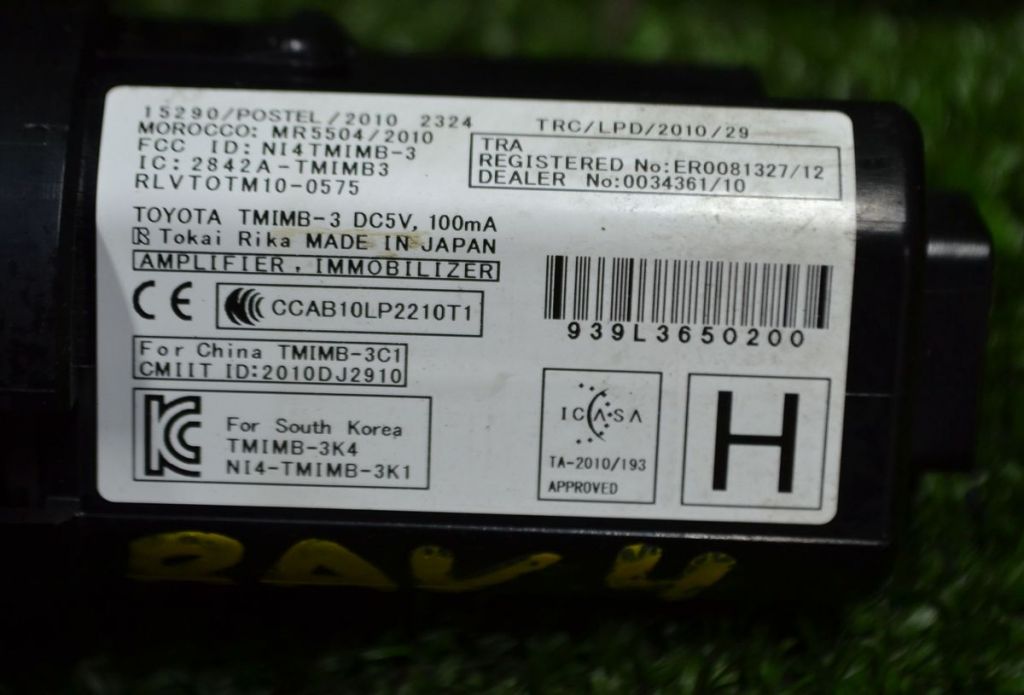 15290/POSTEL/2010 2324
MOROCCO: MR5504/2010
FCC ID: NI4TMIMB-3
IC: 2842A-TMIMB3
RLVTOTM10-0575
TRC/LPD/2010/29
TRA
REGISTERED No:ER0081327/12
DEALER No:0034361/10
TOYOTA TMIMB-3 DC5V, 100mA
Tokai Rika MADE IN JAPAN
AMPLIFIER, IMMOBILIZER
CE
CCAB10LP2210T1
939L3650200
For China TMIMB-3C1
CMIIT ID:2010DJ2910
KC
For South Korea
TMIMB-3K4
NI4-TMIMB-3K1
ICASA
TA-2010/193
APPROVED
H
RAV4